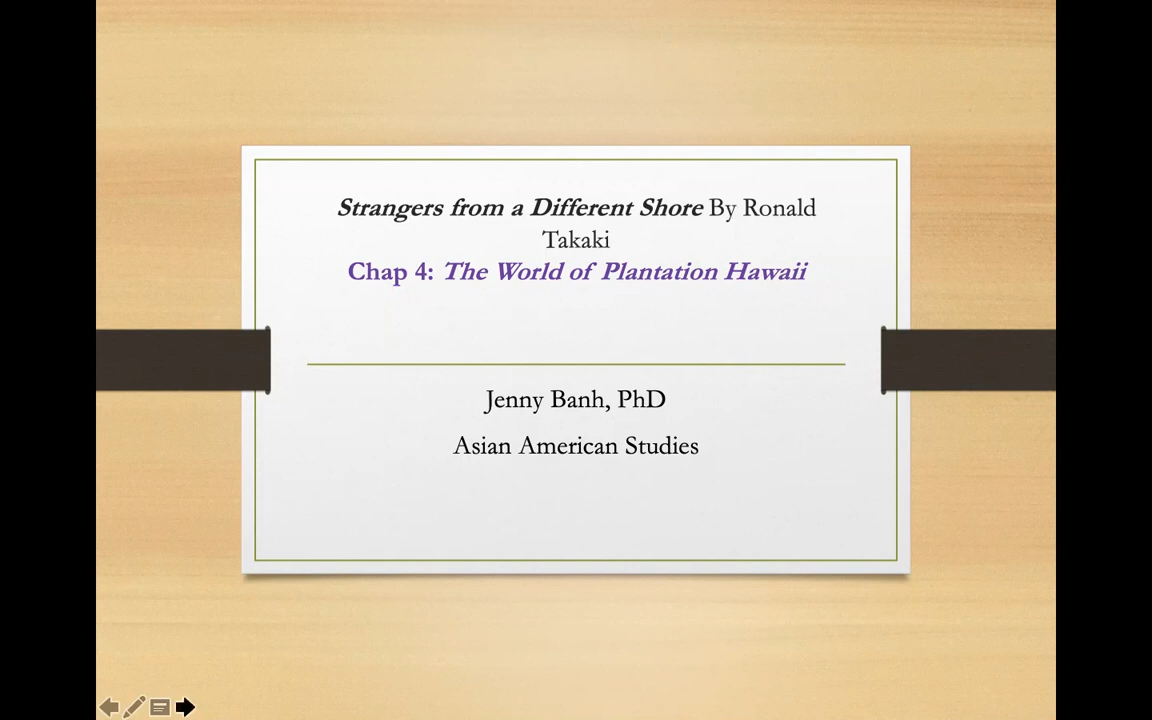 Strangers from a Different Shore By Ronald
Takaki
Chap 4: The World of Plantation Hawaii
Jenny Banh, PhD
Asian American Studies